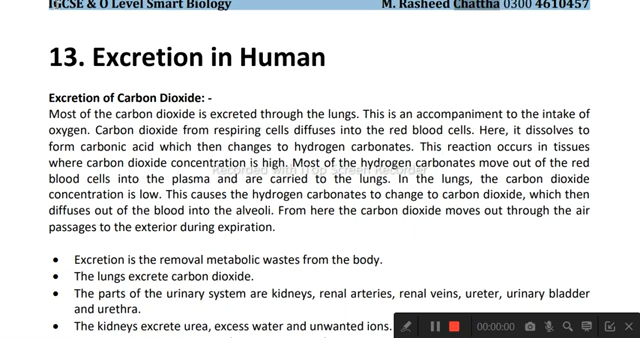 IGCSE & O Level Smart Biology M. Rasheed Chattha 0300 4610457
13. Excretion in Human
Excretion of Carbon Dioxide: -
Most of the carbon dioxide is excreted through the lungs. This is an accompaniment to the intake of
oxygen. Carbon dioxide from respiring cells diffuses into the red blood cells. Here, it dissolves to
form carbonic acid which then changes to hydrogen carbonates. This reaction occurs in tissues
where carbon dioxide concentration is high. Most of the hydrogen carbonates move out of the red
Recorded with iTop Screen Recorder
blood cells into the plasma and are carried to the lungs. In the lungs, the carbon dioxide
concentration is low. This causes the hydrogen carbonates to change to carbon dioxide, which then
diffuses out of the blood into the alveoli. From here the carbon dioxide moves out through the air
passages to the exterior during expiration.
• Excretion is the removal metabolic wastes from the body.
• The lungs excrete carbon dioxide.
• The parts of the urinary system are kidneys, renal arteries, renal veins, ureter, urinary bladder
and urethra.
• The kidneys excrete urea, excess water and unwanted ions.
00:00:00